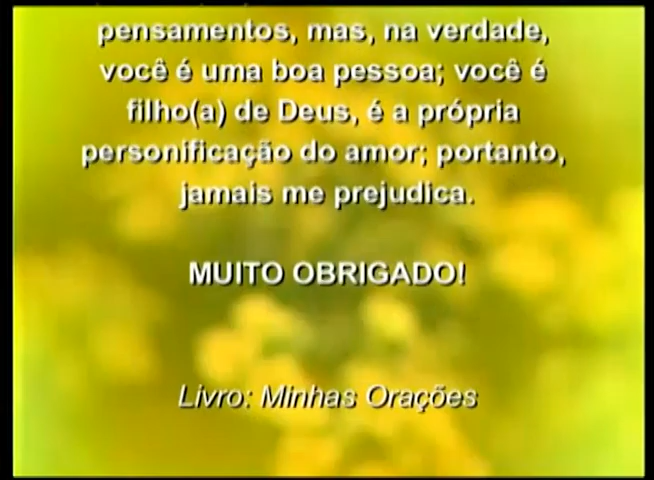 pensamentos, mas, na verdade,
você é uma boa pessoa; você é
filho(a) de Deus, é a própria
personificação do amor; portanto,
jamais me prejudica.
MUITO OBRIGADO!
Livro: Minhas Orações